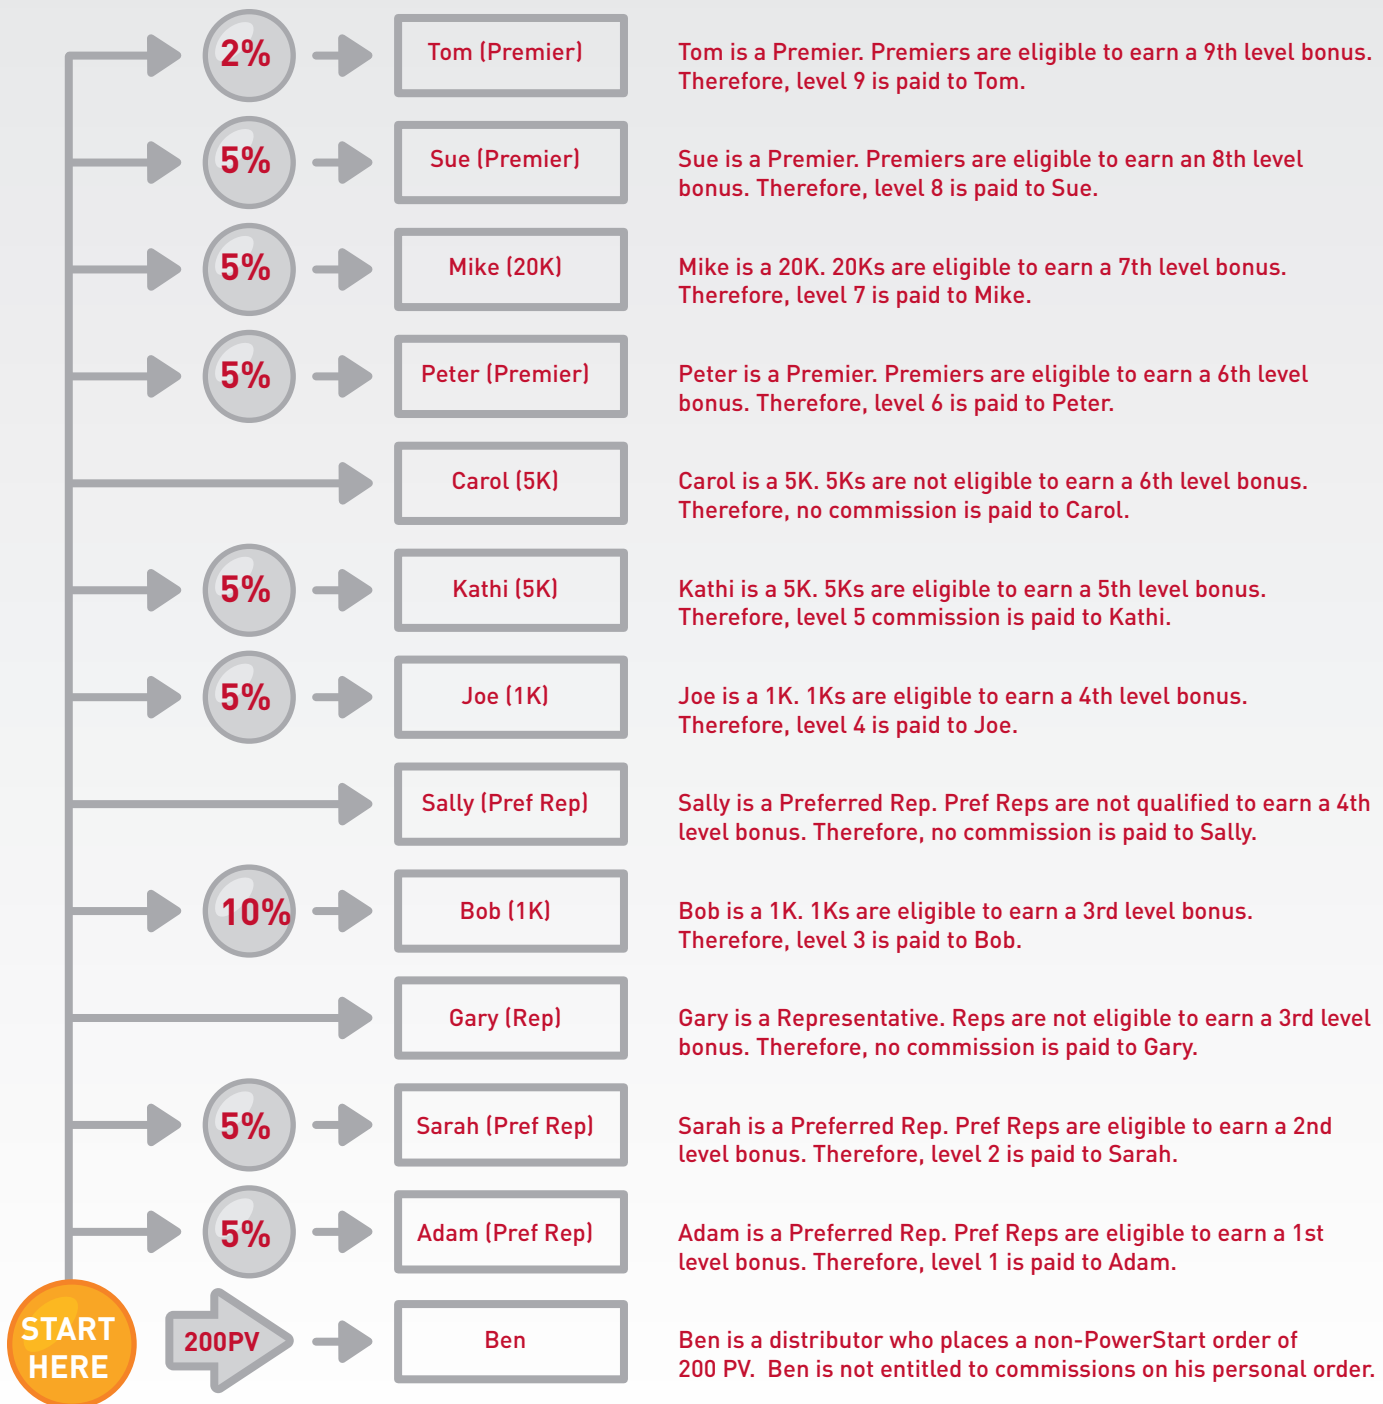 2%
Tom (Premier)
Tom is a Premier. Premiers are eligible to earn a 9th level bonus.
Therefore, level 9 is paid to Tom.
5%
Sue (Premier)
Sue is a Premier. Premiers are eligible to earn an 8th level
bonus. Therefore, level 8 is paid to Sue.
5%
Mike (20K)
Mike is a 20K. 20Ks are eligible to earn a 7th level bonus.
Therefore, level 7 is paid to Mike.
5%
Peter (Premier)
Peter is a Premier. Premiers are eligible to earn a 6th level
bonus. Therefore, level 6 is paid to Peter.
Carol (5K)
Carol is a 5K. 5Ks are not eligible to earn a 6th level bonus.
Therefore, no commission is paid to Carol.
5%
Kathi (5K)
Kathi is a 5K. 5Ks are eligible to earn a 5th level bonus.
Therefore, level 5 commission is paid to Kathi.
5%
Joe (1K)
Joe is a 1K. 1Ks are eligible to earn a 4th level bonus.
Therefore, level 4 is paid to Joe.
Sally (Pref Rep)
Sally is a Preferred Rep. Pref Reps are not qualified to earn a 4th
level bonus. Therefore, no commission is paid to Sally.
10%
Bob (1K)
Bob is a 1K. 1Ks are eligible to earn a 3rd level bonus.
Therefore, level 3 is paid to Bob.
Gary (Rep)
Gary is a Representative. Reps are not eligible to earn a 3rd level
bonus. Therefore, no commission is paid to Gary.
5%
Sarah (Pref Rep)
Sarah is a Preferred Rep. Pref Reps are eligible to earn a 2nd
level bonus. Therefore, level 2 is paid to Sarah.
5%
Adam (Pref Rep)
Adam is a Preferred Rep. Pref Reps are eligible to earn a 1st
level bonus. Therefore, level 1 is paid to Adam.
START
HERE
200PV
Ben
Ben is a distributor who places a non-PowerStart order of
200 PV. Ben is not entitled to commissions on his personal order.